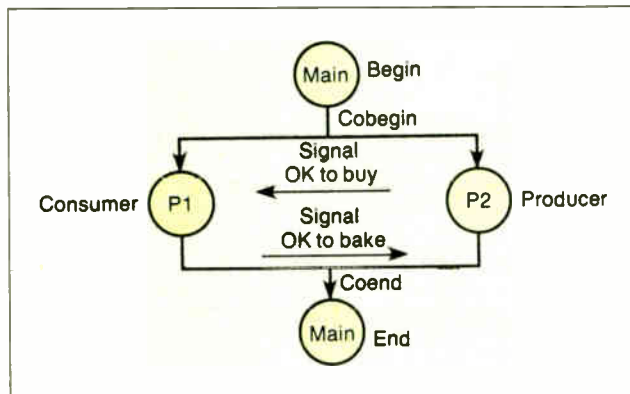 Main Begin
Cobegin
Signal
OK to buy
Consumer P1
P2 Producer
Signal
OK to bake
Coend
Main End